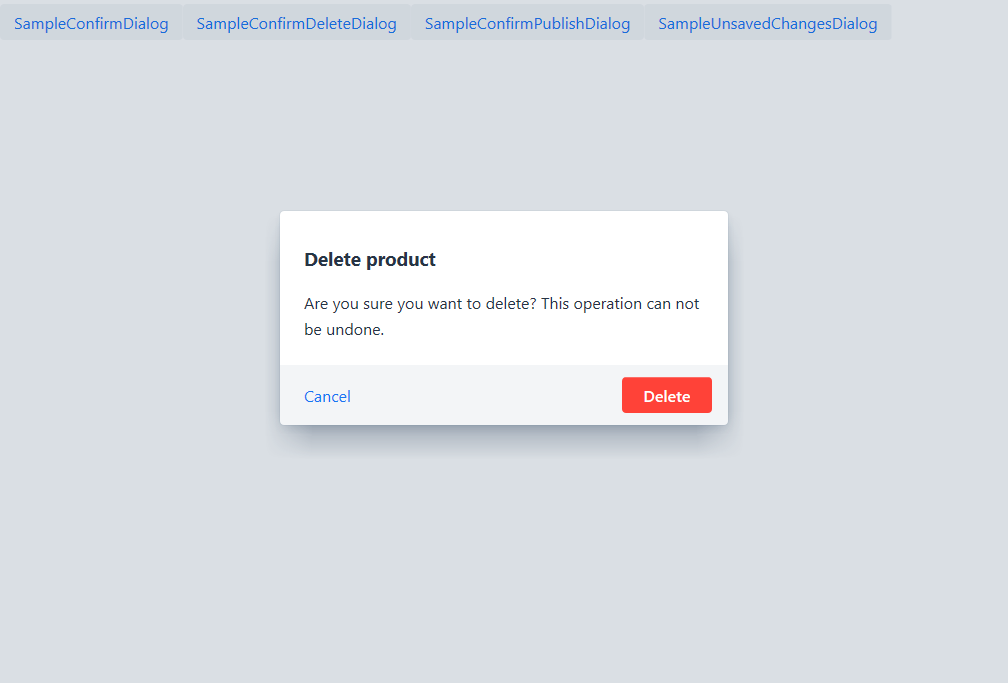 SampleConfirmDialog SampleConfirmDeleteDialog SampleConfirmPublishDialog SampleUnsavedChangesDialog
Delete product
Are you sure you want to delete? This operation can not
be undone.
Cancel Delete